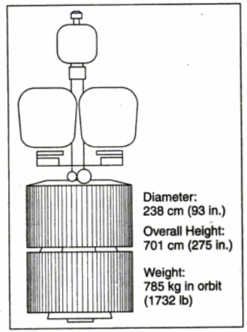 Diameter:
238 cm (93 in.)
Overall Height:
701 cm (275 in.)
Weight:
785 kg in orbit
(1732 lb)